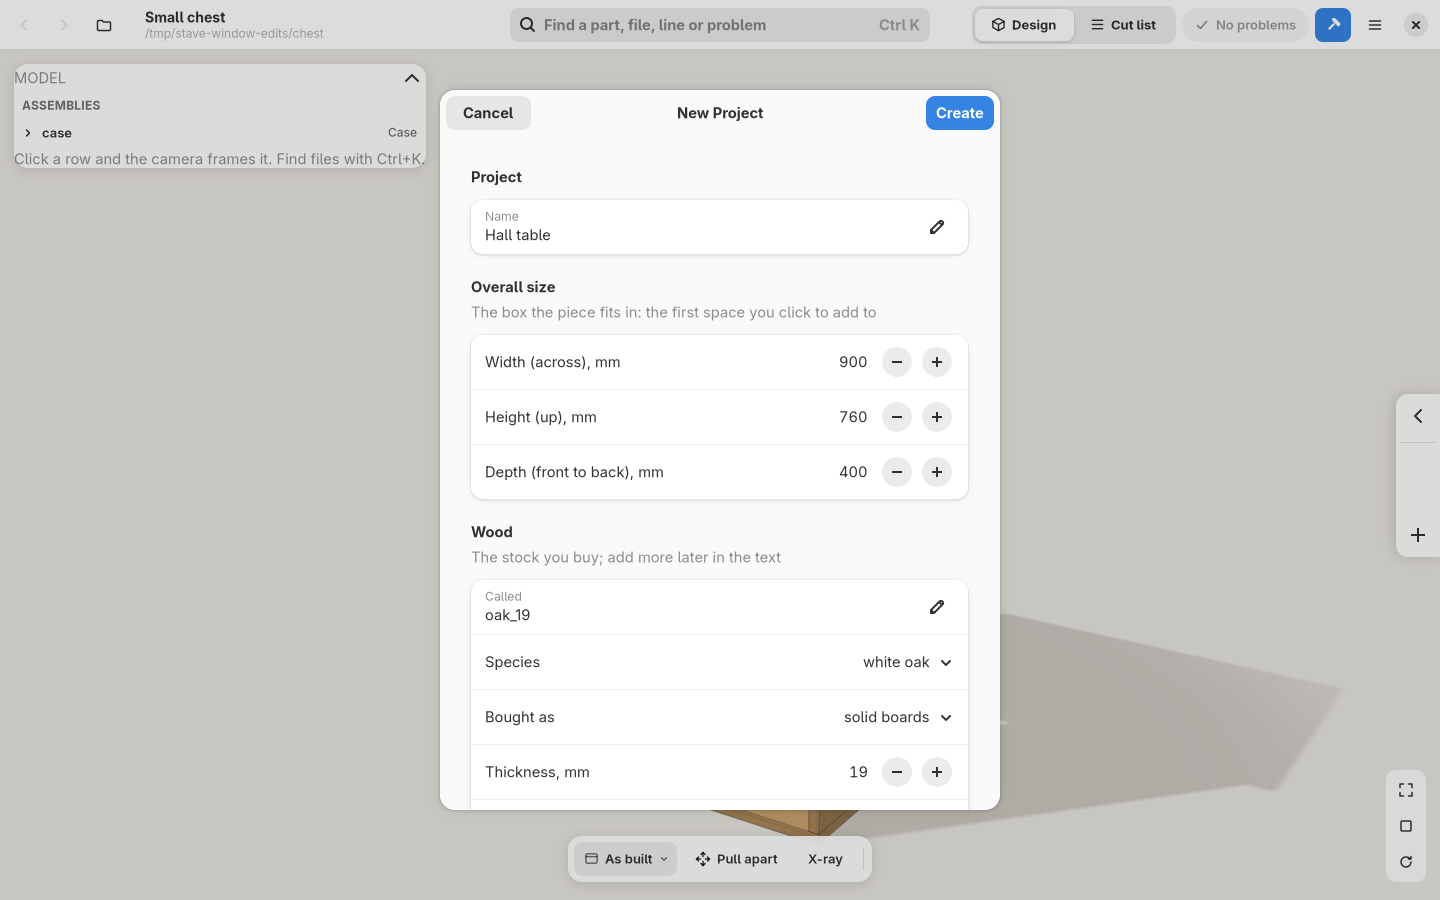 Small chest
/tmp/stave-window-edits/chest
Find a part, file, line or problem
Ctrl K
Design
Cut list
No problems
MODEL
ASSEMBLIES
case
Case
Click a row and the camera frames it. Find files with Ctrl+K.
Cancel
New Project
Create
Project
Name
Hall table
Overall size
The box the piece fits in: the first space you click to add to
Width (across), mm
900
Height (up), mm
760
Depth (front to back), mm
400
Wood
The stock you buy; add more later in the text
Called
oak_19
Species
white oak
Bought as
solid boards
Thickness, mm
19
As built
Pull apart
X-ray